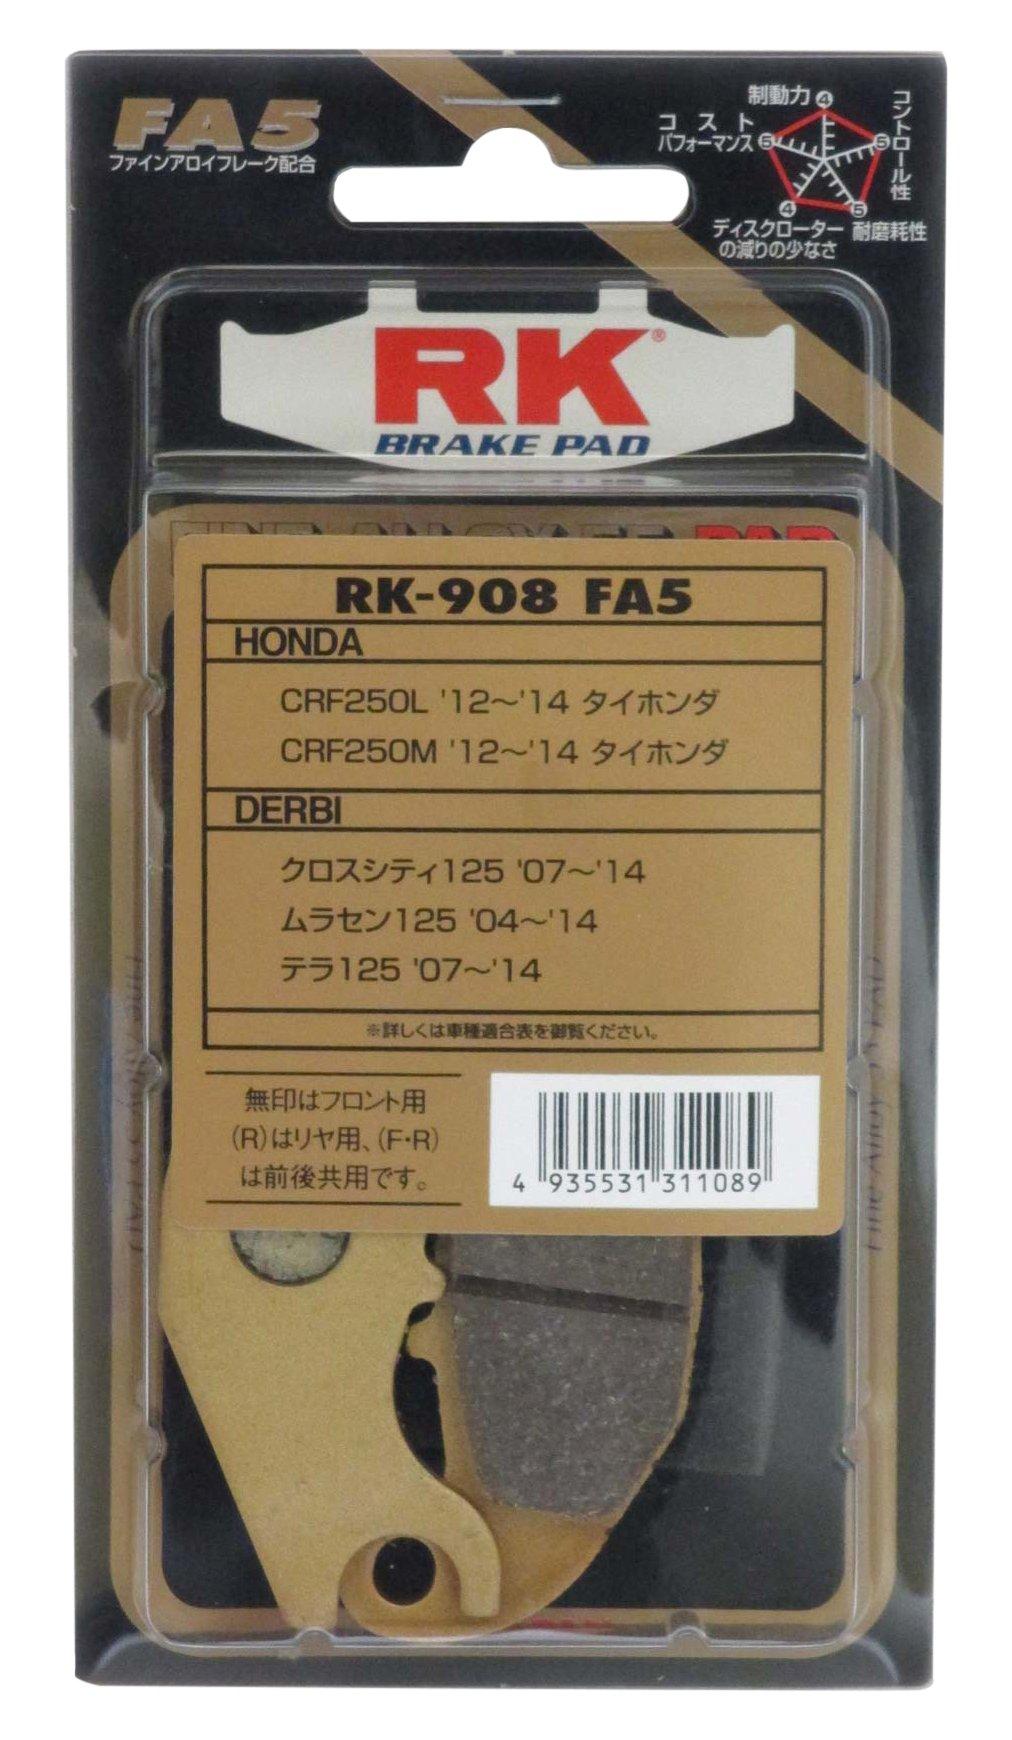 FA5
ファインアロイフレーク配合
制動力
4
コスト
パフォーマンス
5
5
コントロール性
4
5
ディスクローター
の減りの少なさ
耐磨耗性
RK®
BRAKE PAD
PAD
RK-908 FA5
HONDA
CRF250L '12～'14 タイホンダ
CRF250M '12～'14 タイホンダ
DERBI
クロスシティ125 '07～'14
ムラセン125 '04～'14
テラ125 '07～'14
※詳しくは車種適合表を御覧ください。
無印はフロント用
(R)はリヤ用、(F・R)
は前後共用です。
4 935531 311089